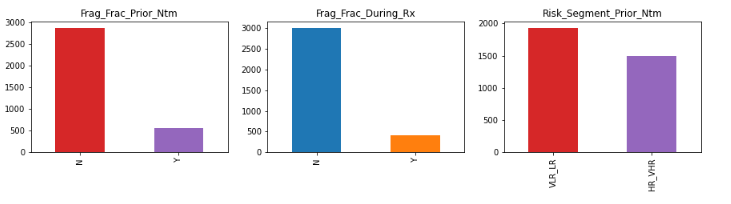 Frag_Frac_Prior_Ntm
3000
2500
2000
1500
1000
500
0
N
Y
Frag_Frac_During_Rx
3000
2500
2000
1500
1000
500
0
N
Y
Risk_Segment_Prior_Ntm
2000
1500
1000
500
0
VLR_LR
HR_VHR